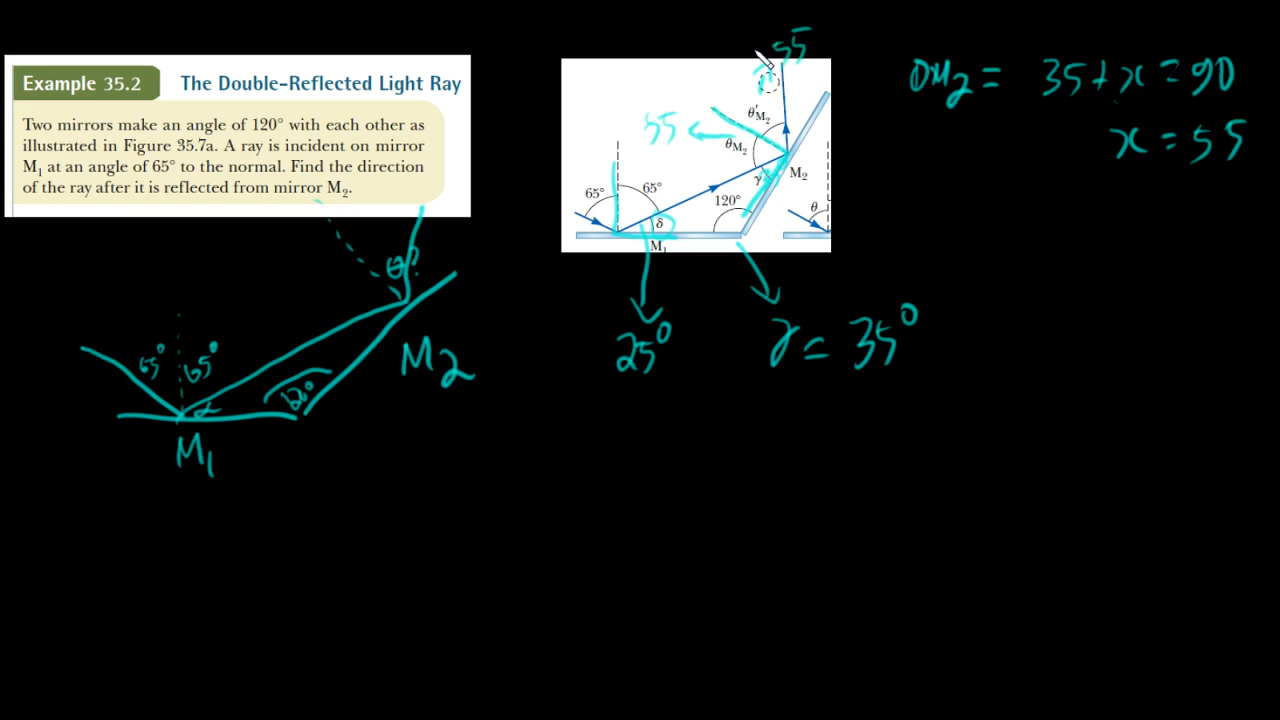 Example 35.2 The Double-Reflected Light Ray
Two mirrors make an angle of 120° with each other as
illustrated in Figure 35.7a. A ray is incident on mirror
M₁ at an angle of 65° to the normal. Find the direction
of the ray after it is reflected from mirror M₂.
55
θ'M₂
55
θM₂
M₂
γ
65°
65°
120°
δ
θ
M₁
θM₂ = 35 + x = 90
x = 55
25°
γ = 35°
θ?
65°
65°
α
120°
M₂
M₁